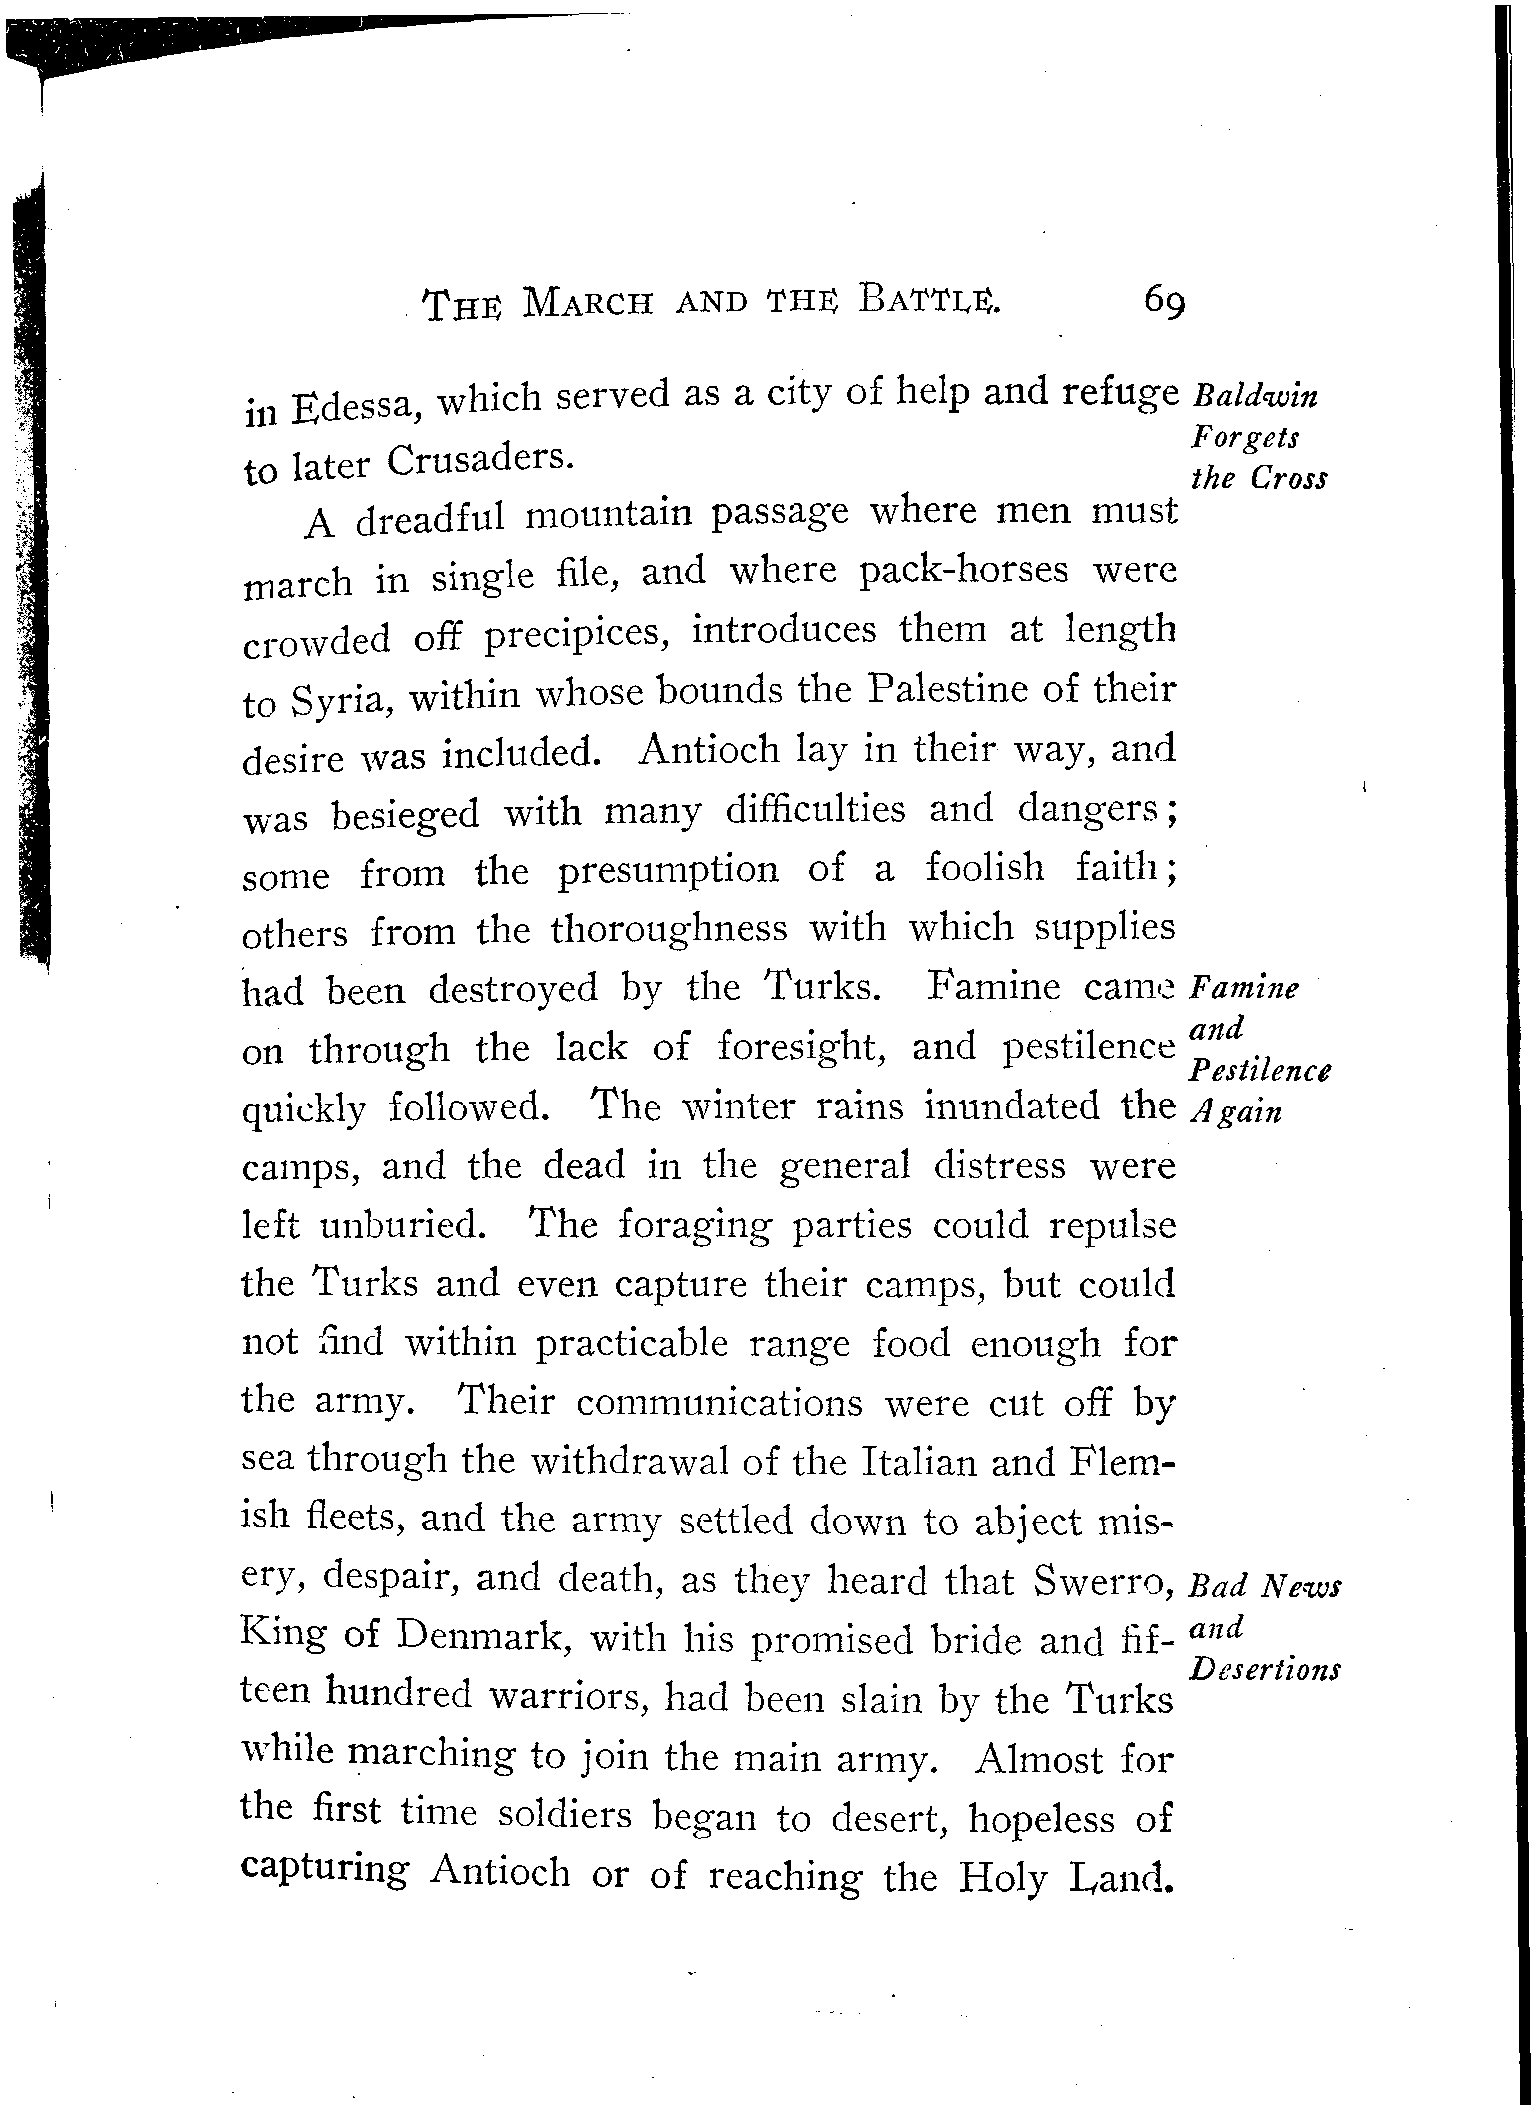 THE MARCH AND THE BATTLE. 69
in Edessa, which served as a city of help and refuge
to later Crusaders.
Baldwin
Forgets
the Cross
A dreadful mountain passage where men must
march in single file, and where pack-horses were
crowded off precipices, introduces them at length
to Syria, within whose bounds the Palestine of their
desire was included. Antioch lay in their way, and
was besieged with many difficulties and dangers;
some from the presumption of a foolish faith;
others from the thoroughness with which supplies
had been destroyed by the Turks. Famine came
on through the lack of foresight, and pestilence
quickly followed. The winter rains inundated the
Famine
and
Pestilence
Again
camps, and the dead in the general distress were
left unburied. The foraging parties could repulse
the Turks and even capture their camps, but could
not find within practicable range food enough for
the army. Their communications were cut off by
sea through the withdrawal of the Italian and Flem-
ish fleets, and the army settled down to abject mis-
ery, despair, and death, as they heard that Swerro,
King of Denmark, with his promised bride and fif-
teen hundred warriors, had been slain by the Turks
Bad News
and
Desertions
while marching to join the main army. Almost for
the first time soldiers began to desert, hopeless of
capturing Antioch or of reaching the Holy Land.